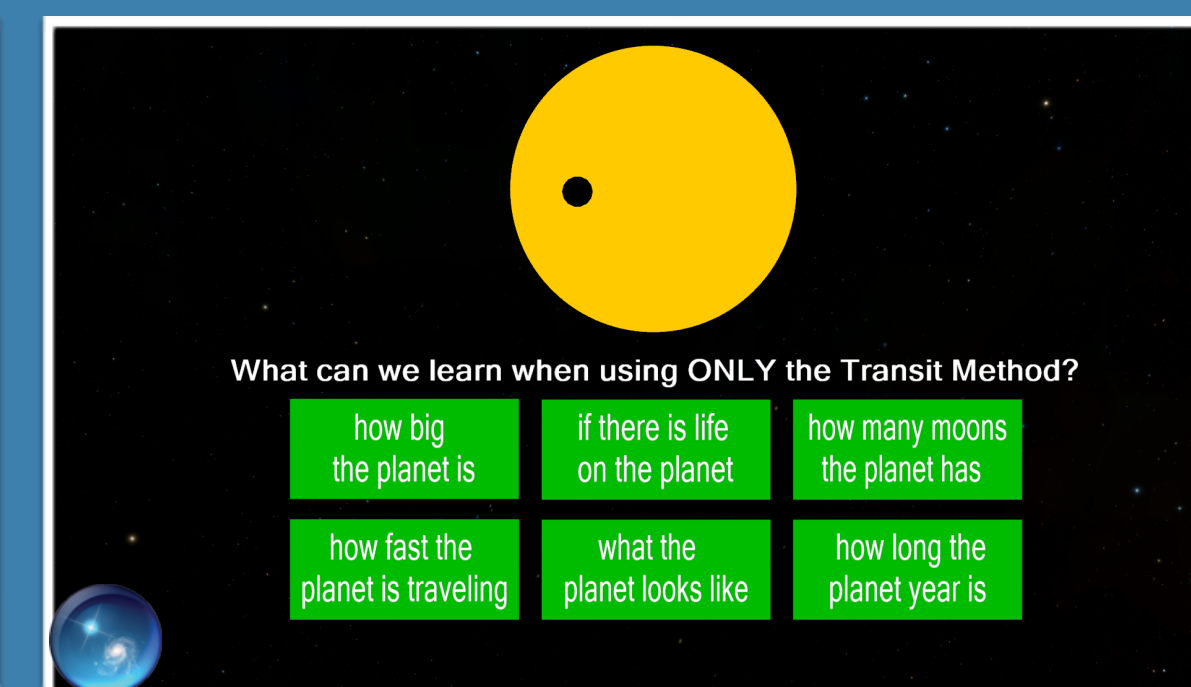 What can we learn when using ONLY the Transit Method?
how big
the planet is
if there is life
on the planet
how many moons
the planet has
how fast the
planet is traveling
what the
planet looks like
how long the
planet year is